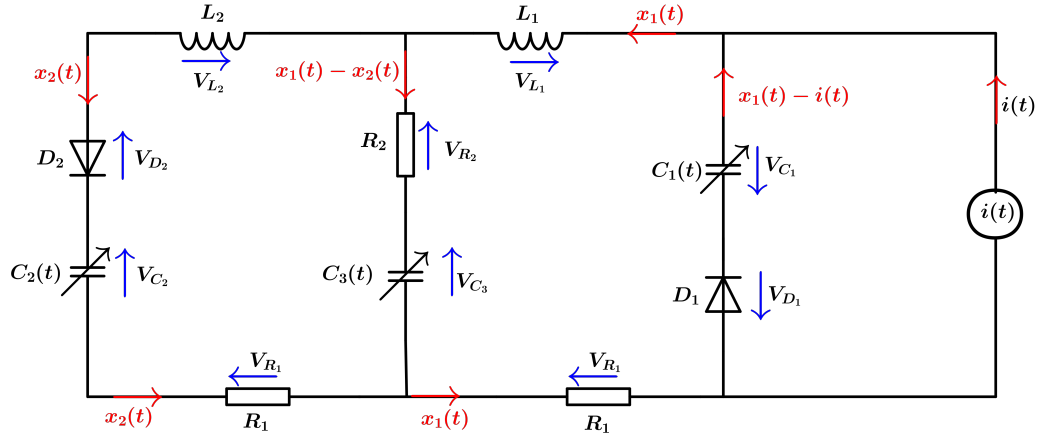 L₂
L₁
x₁(t)
x₂(t)
V_{L₂}
x₁(t) − x₂(t)
V_{L₁}
x₁(t) − i(t)
i(t)
D₂
V_{D₂}
R₂
V_{R₂}
C₁(t)
V_{C₁}
i(t)
C₂(t)
V_{C₂}
C₃(t)
V_{C₃}
D₁
V_{D₁}
V_{R₁}
V_{R₁}
x₂(t)
R₁
x₁(t)
R₁